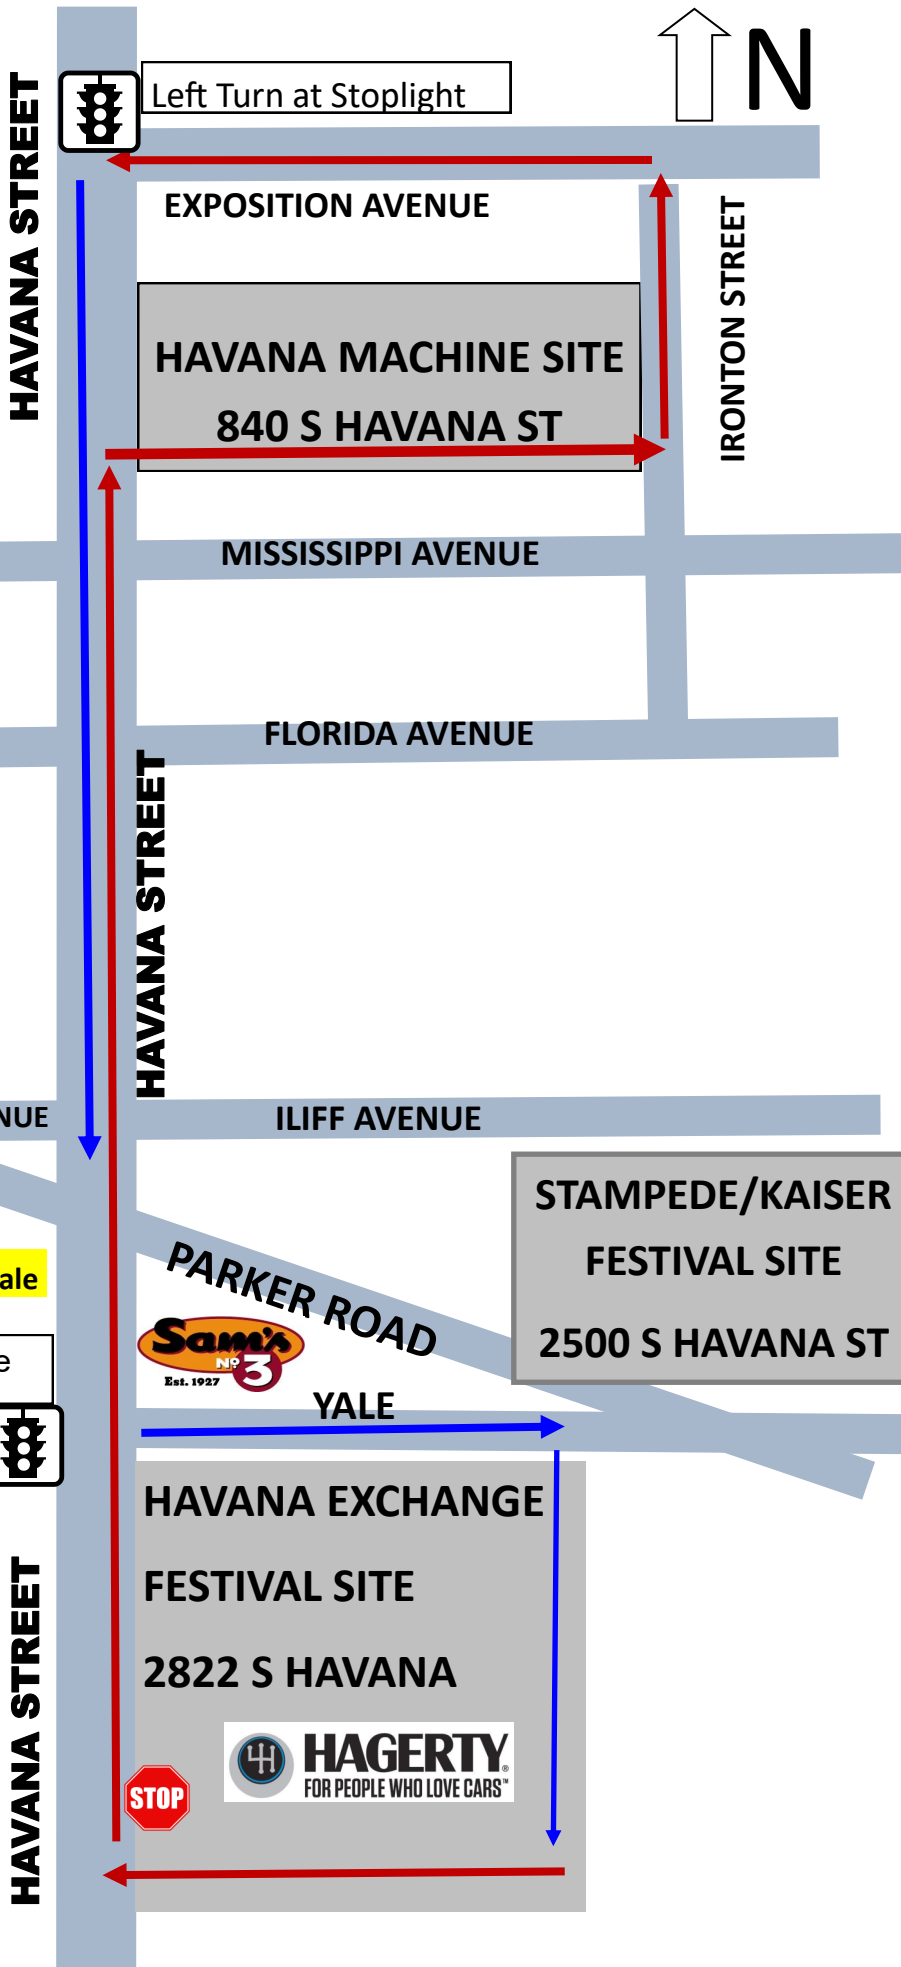 N
Left Turn at Stoplight
HAVANA STREET
EXPOSITION AVENUE
IRONTON STREET
HAVANA MACHINE SITE
840 S HAVANA ST
MISSISSIPPI AVENUE
FLORIDA AVENUE
HAVANA STREET
NUE
ILIFF AVENUE
STAMPEDE/KAISER
FESTIVAL SITE
2500 S HAVANA ST
PARKER ROAD
ale
Sam's
No 3
Est. 1927
e
YALE
HAVANA EXCHANGE
FESTIVAL SITE
2822 S HAVANA
HAVANA STREET
HAGERTY®
FOR PEOPLE WHO LOVE CARS™
STOP